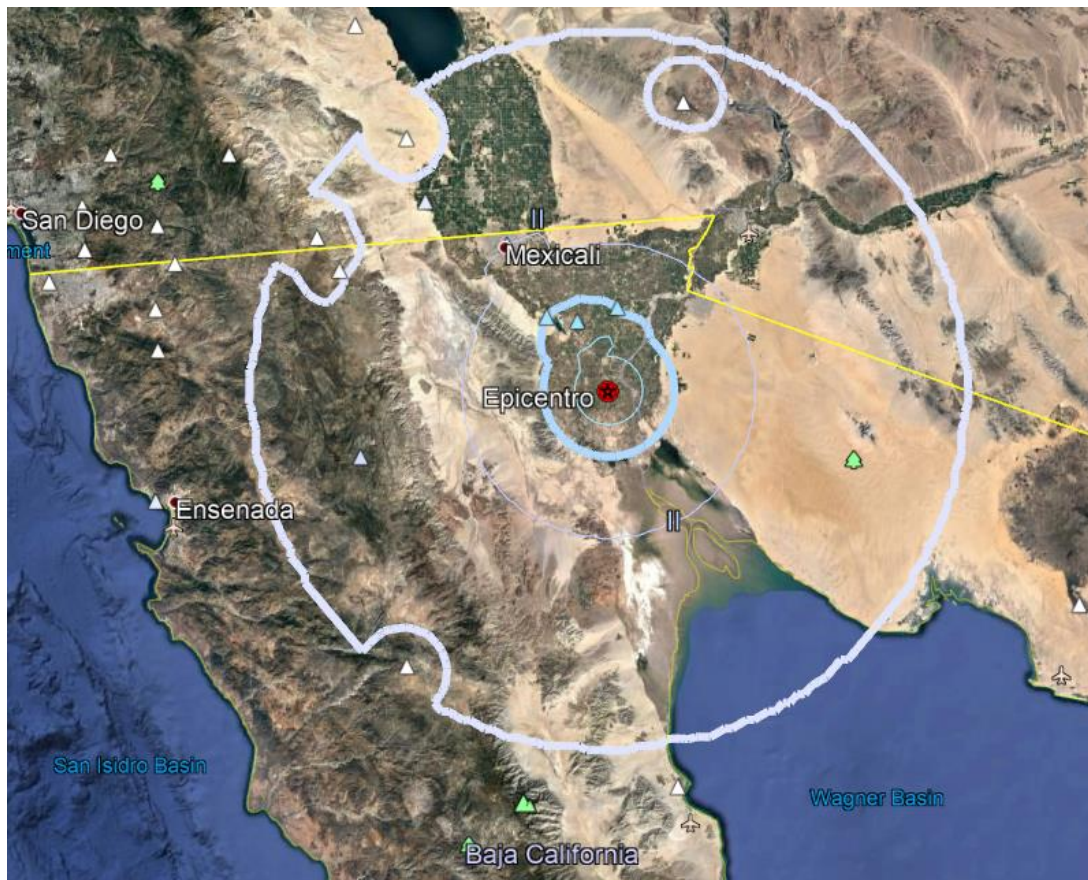 San Diego
ment
II
Mexicali
Epicentro
Ensenada
II
San Isidro Basin
Wagner Basin
Baja California